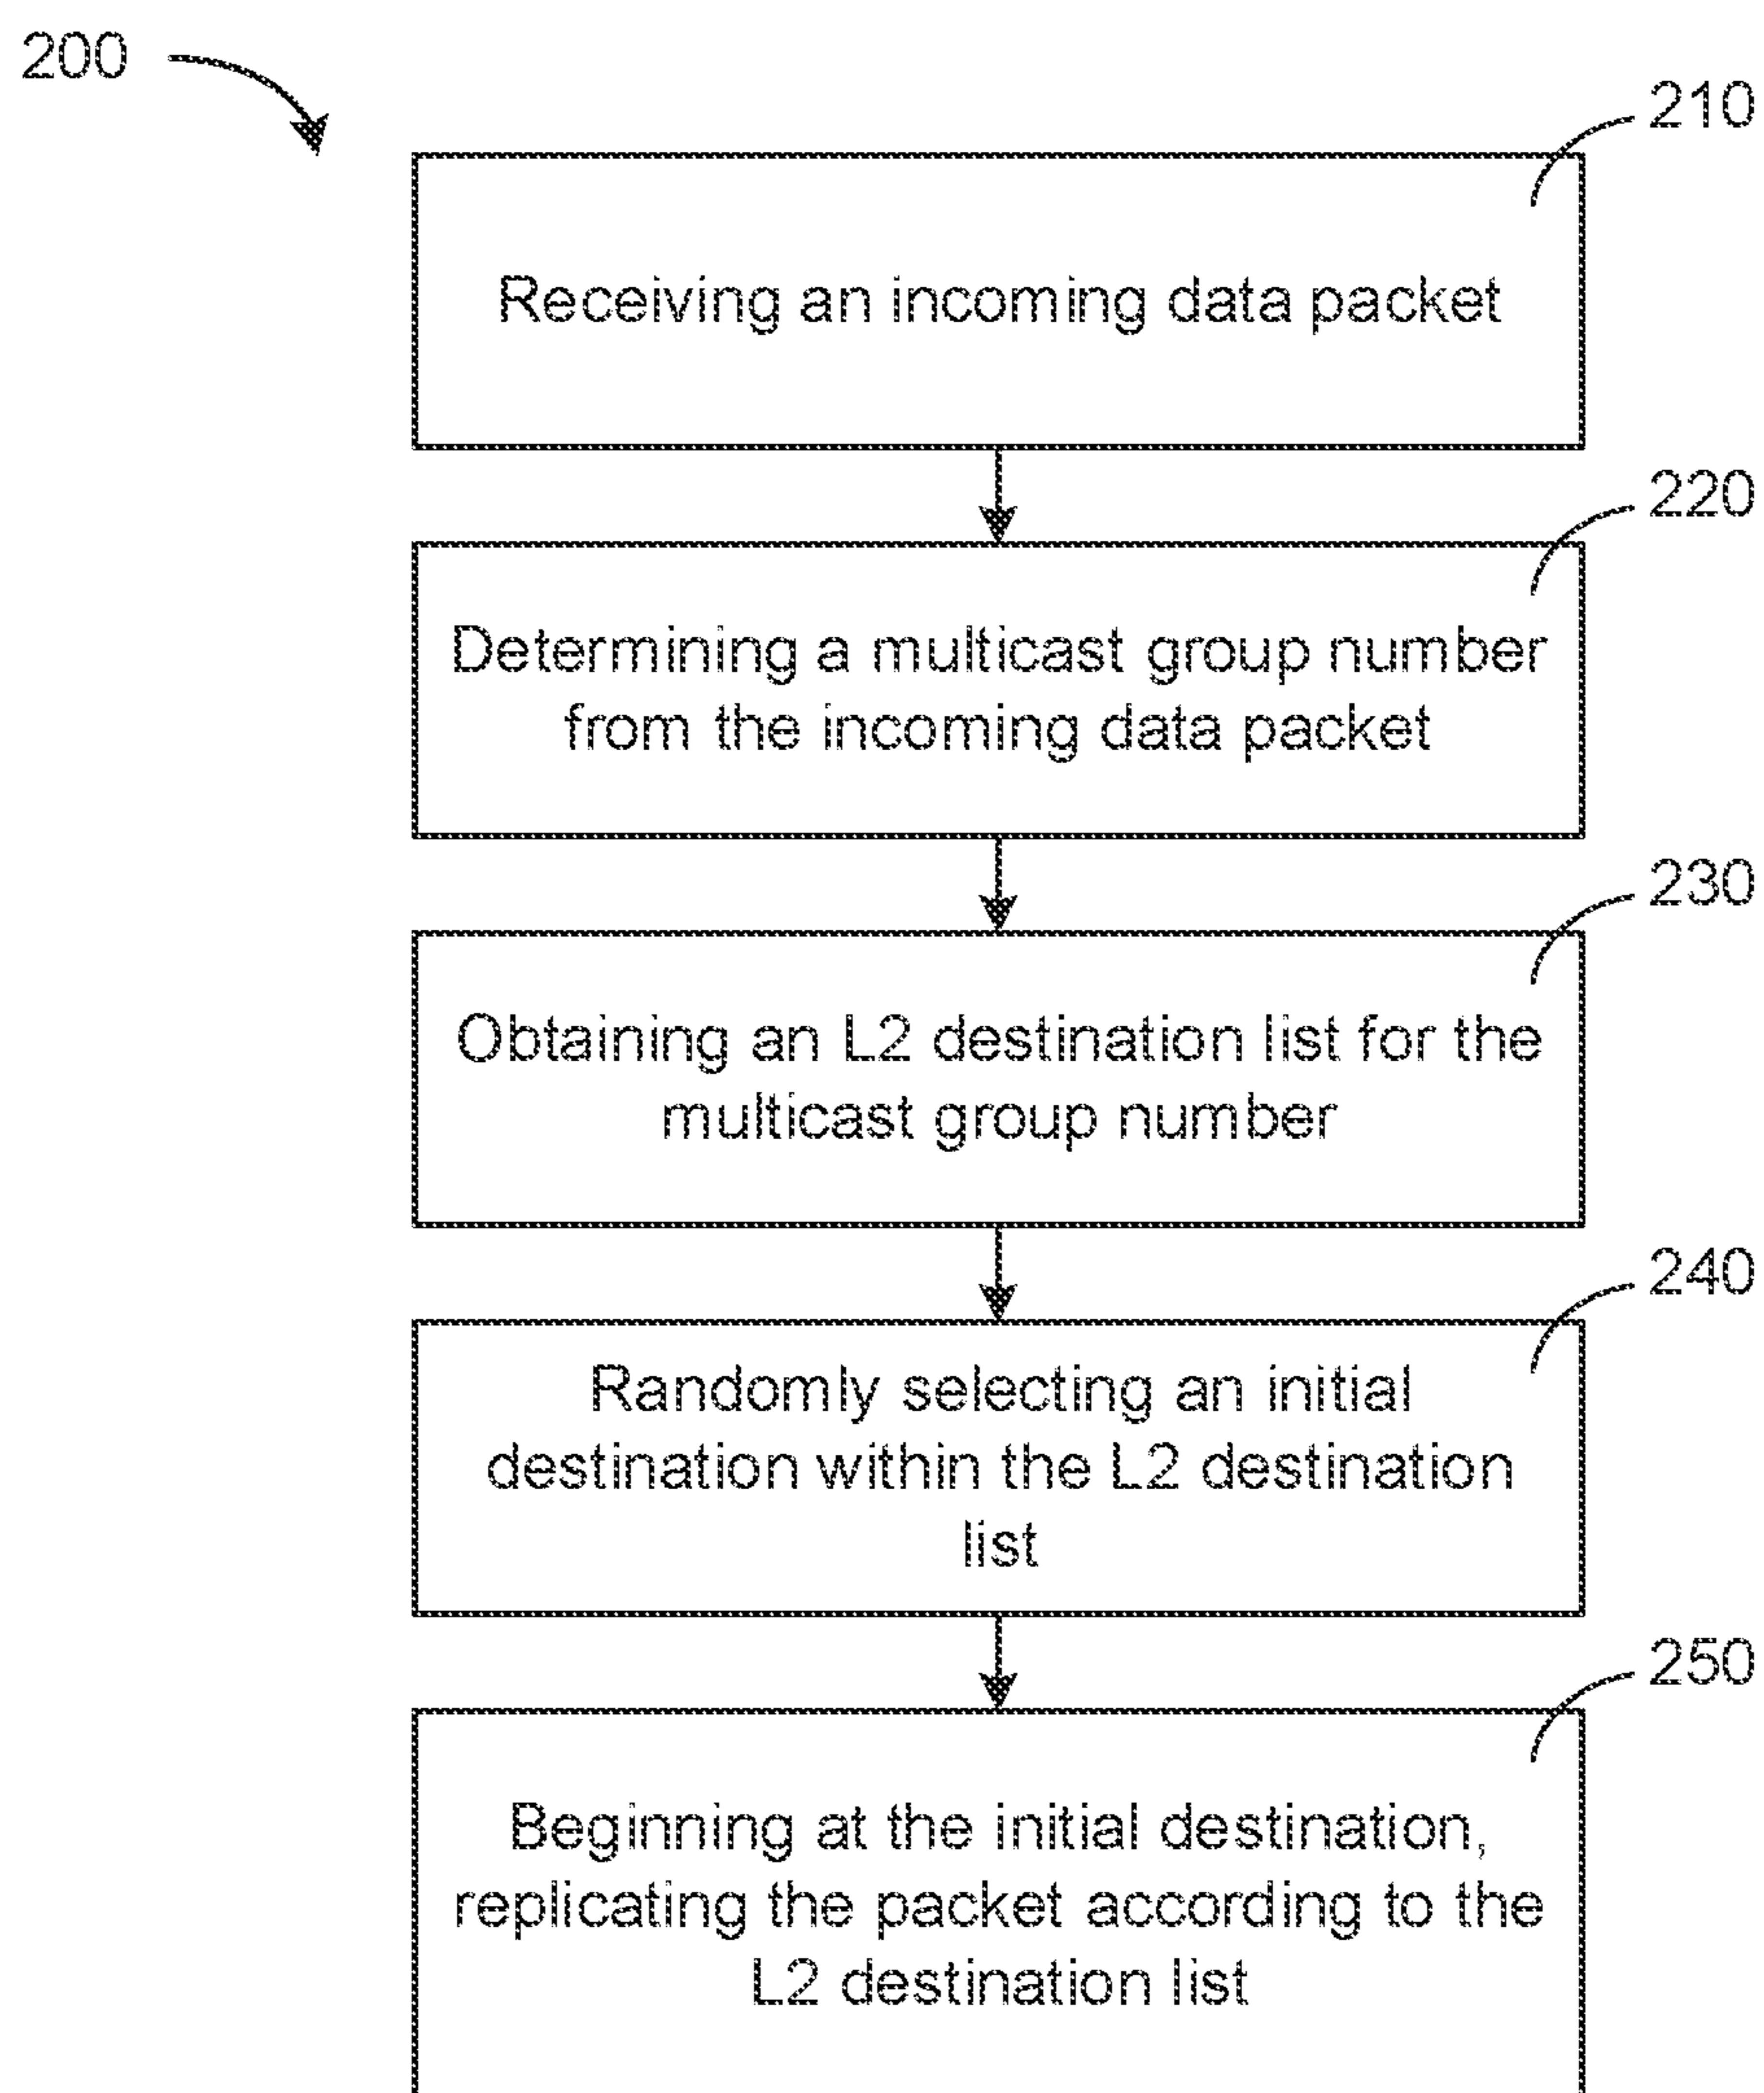 200
210
Receiving an incoming data packet
220
Determining a multicast group number
from the incoming data packet
230
Obtaining an L2 destination list for the
multicast group number
240
Randomly selecting an initial
destination within the L2 destination
list
250
Beginning at the initial destination,
replicating the packet according to the
L2 destination list